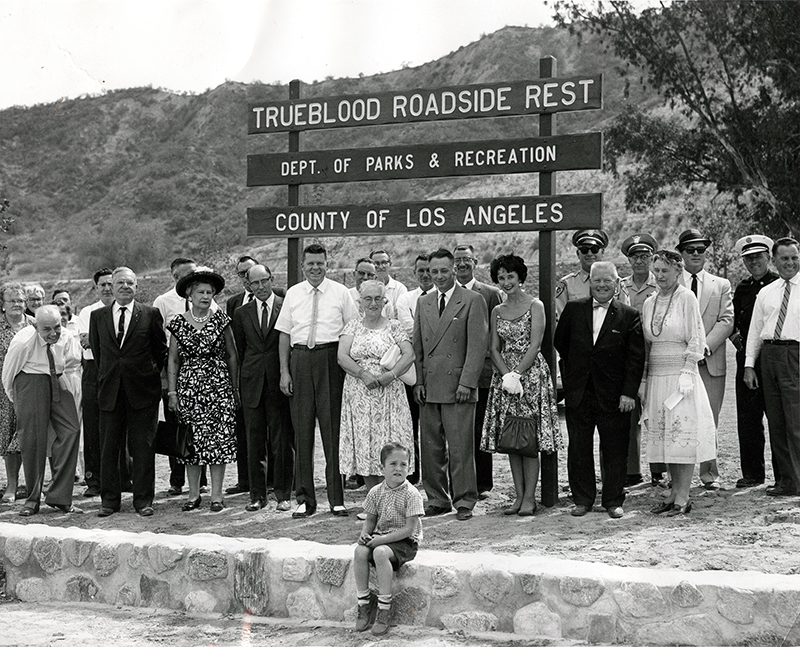 TRUEBLOOD ROADSIDE REST
DEPT. OF PARKS & RECREATION
COUNTY OF LOS ANGELES